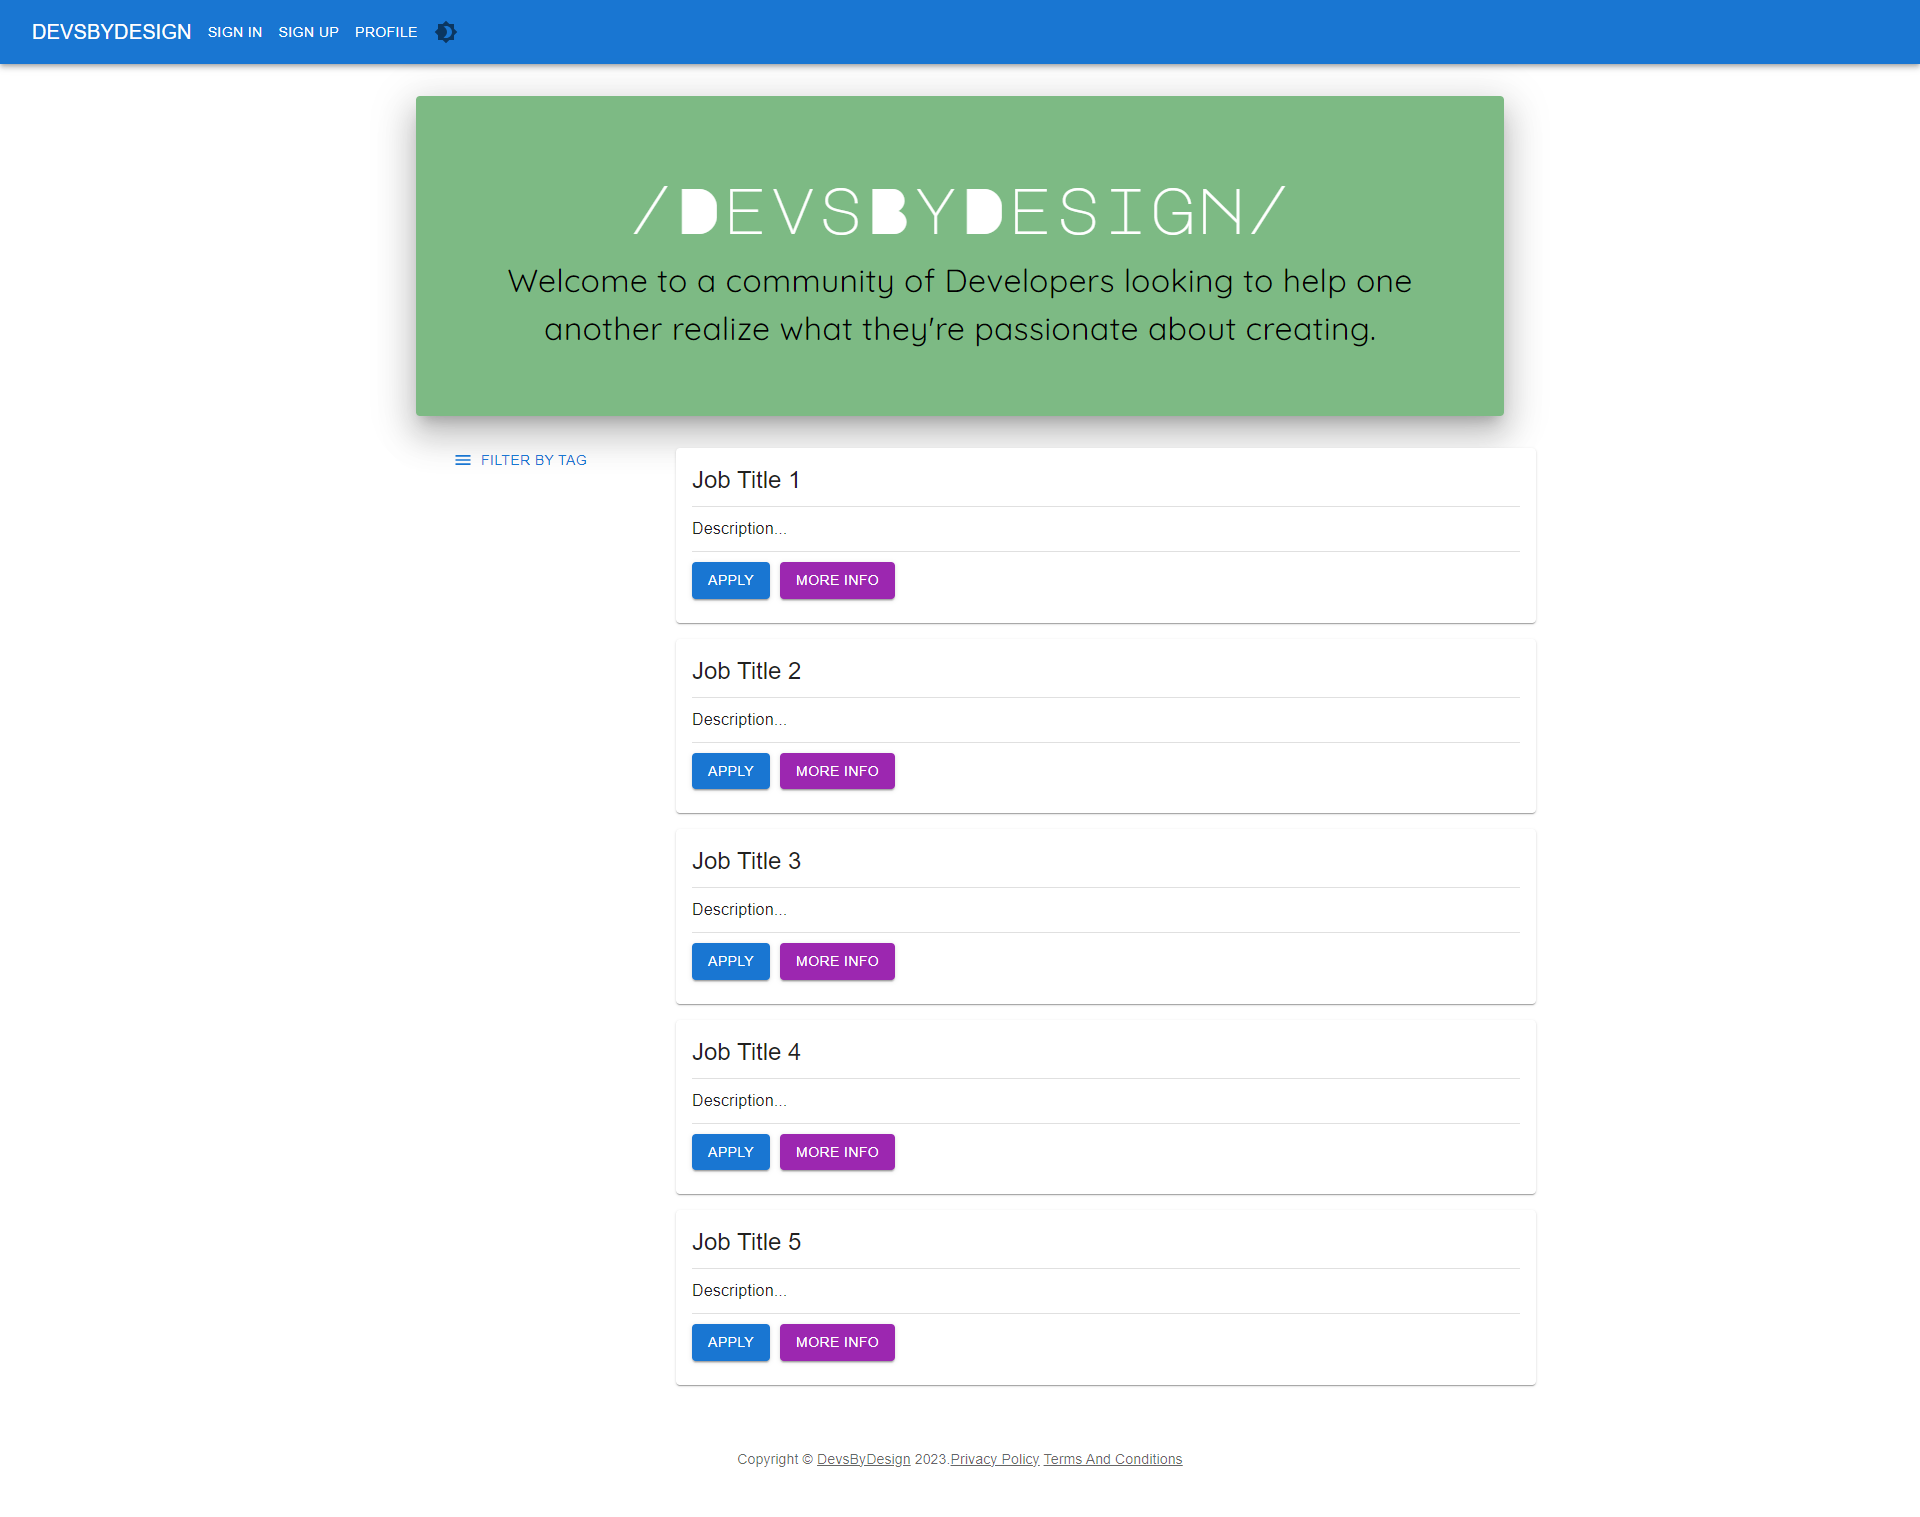 DEVSBYDESIGN SIGN IN SIGN UP PROFILE
/DEVSBYDESIGN/
Welcome to a community of Developers looking to help one
another realize what they're passionate about creating.
FILTER BY TAG
Job Title 1
Description...
APPLY MORE INFO
Job Title 2
Description...
APPLY MORE INFO
Job Title 3
Description...
APPLY MORE INFO
Job Title 4
Description...
APPLY MORE INFO
Job Title 5
Description...
APPLY MORE INFO
Copyright © DevsByDesign 2023.Privacy Policy Terms And Conditions